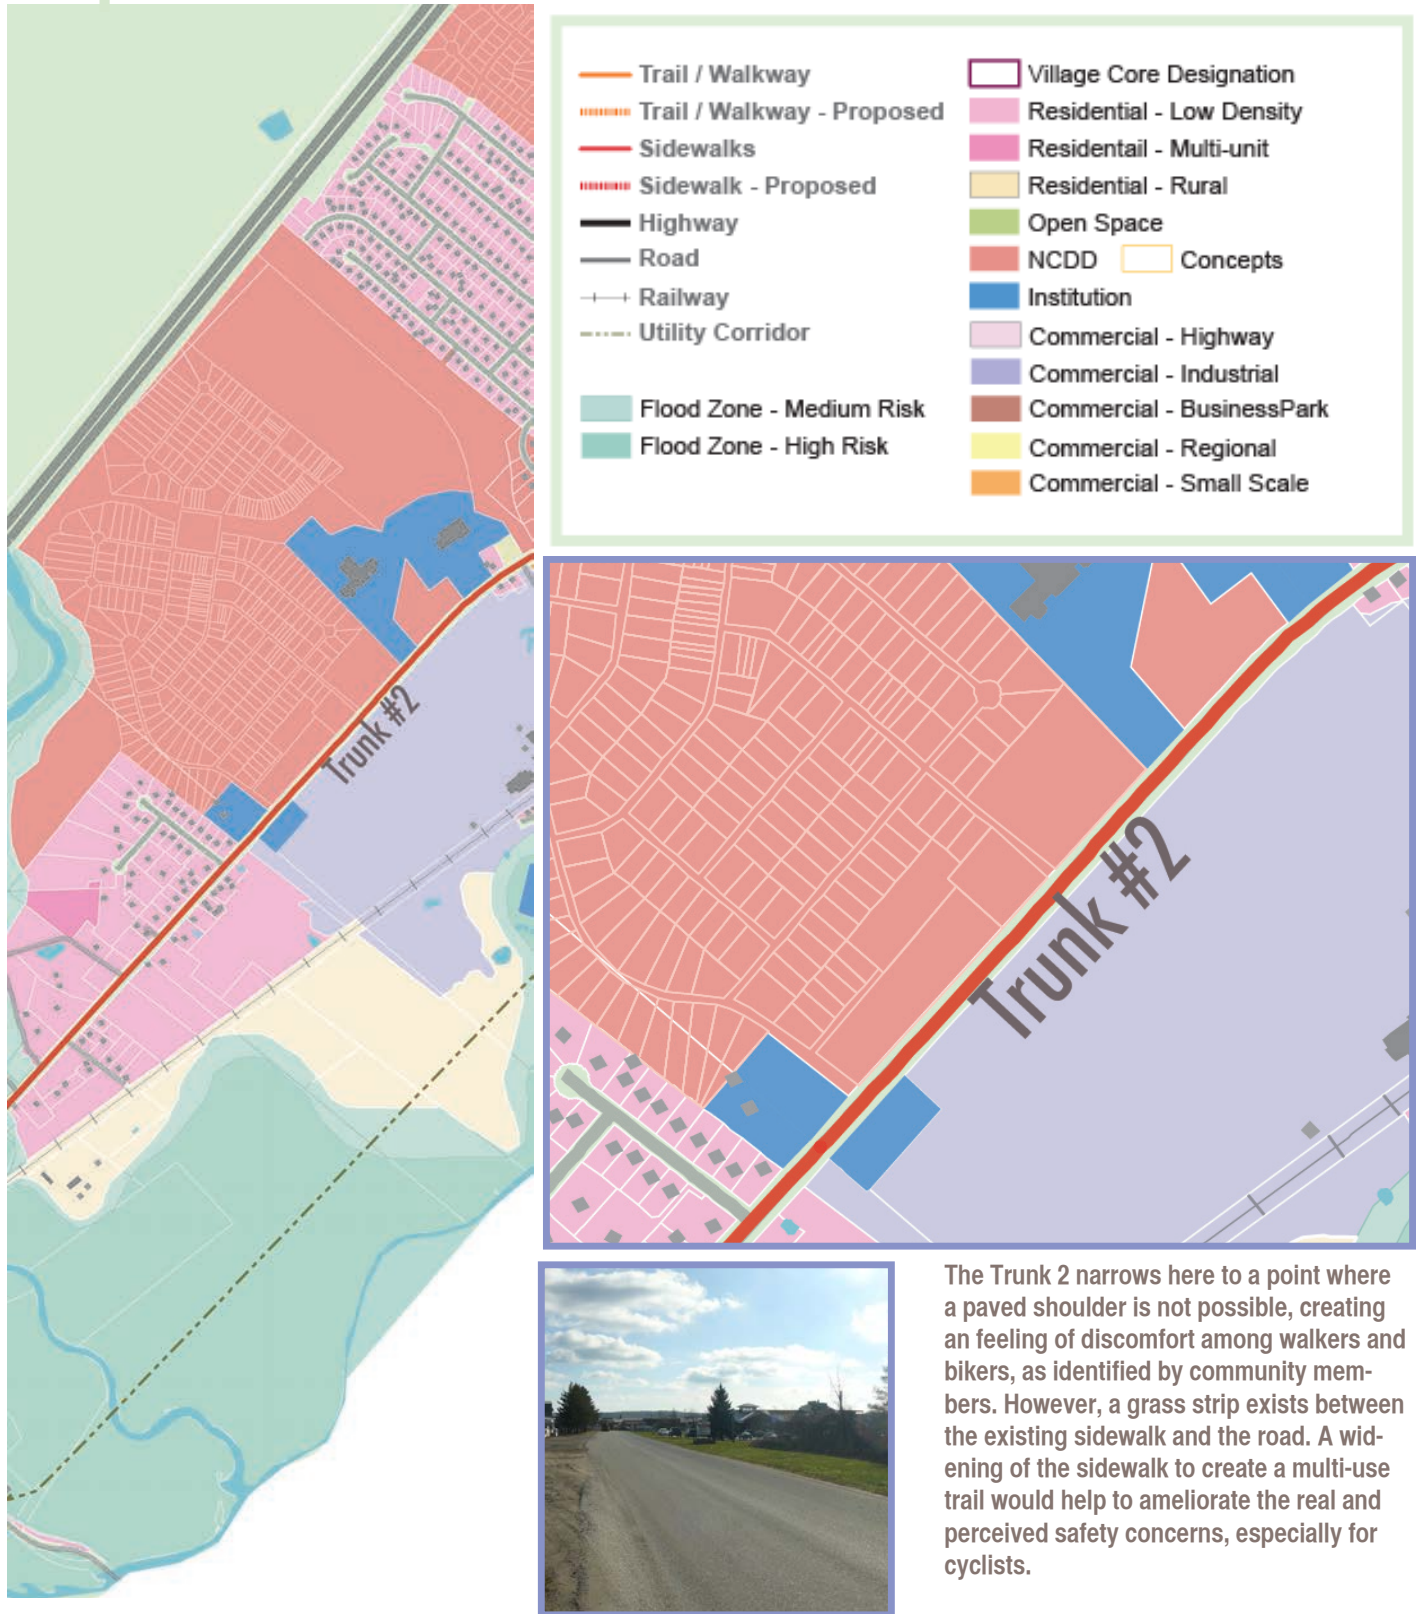 Trail / Walkway
Trail / Walkway - Proposed
Sidewalks
Sidewalk - Proposed
Highway
Road
Railway
Utility Corridor
Flood Zone - Medium Risk
Flood Zone - High Risk
Village Core Designation
Residential - Low Density
Residentail - Multi-unit
Residential - Rural
Open Space
NCDD Concepts
Institution
Commercial - Highway
Commercial - Industrial
Commercial - BusinessPark
Commercial - Regional
Commercial - Small Scale
Trunk #2
Trunk #2
The Trunk 2 narrows here to a point where
a paved shoulder is not possible, creating
an feeling of discomfort among walkers and
bikers, as identified by community mem-
bers. However, a grass strip exists between
the existing sidewalk and the road. A wid-
ening of the sidewalk to create a multi-use
trail would help to ameliorate the real and
perceived safety concerns, especially for
cyclists.